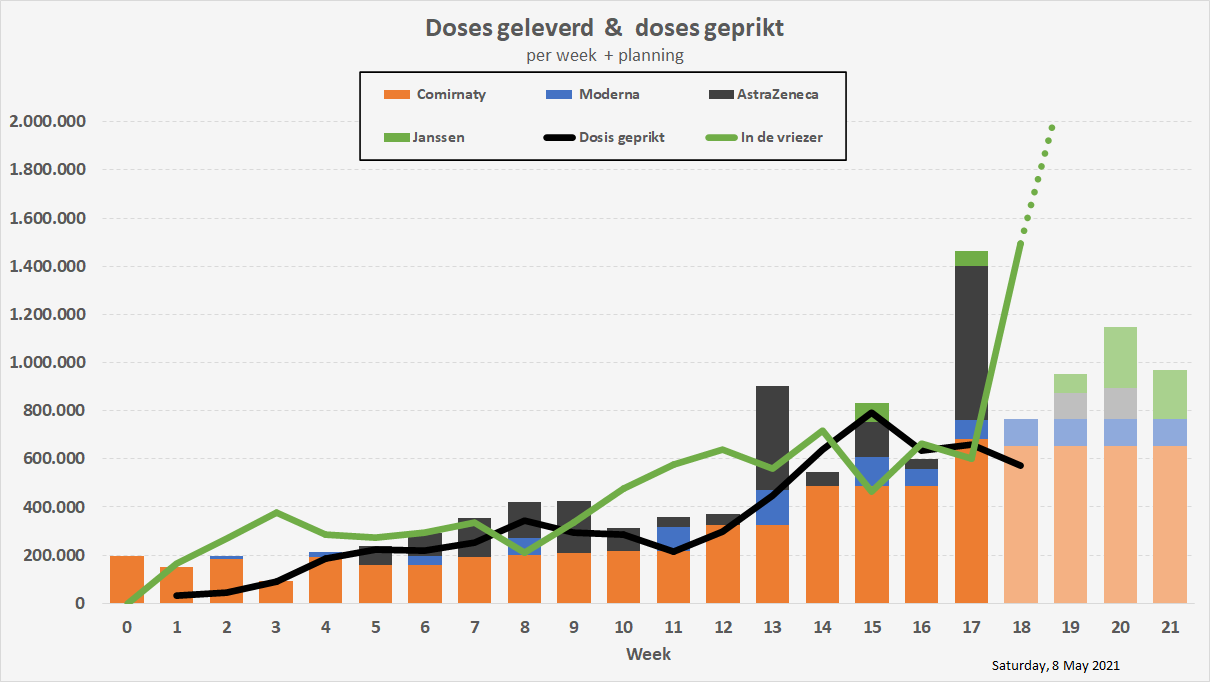 Doses geleverd & doses geprikt
per week + planning
Comirnaty Moderna AstraZeneca
Janssen Dosis geprikt In de vriezer
2.000.000
1.800.000
1.600.000
1.400.000
1.200.000
1.000.000
800.000
600.000
400.000
200.000
0
0 1 2 3 4 5 6 7 8 9 10 11 12 13 14 15 16 17 18 19 20 21
Week
Saturday, 8 May 2021